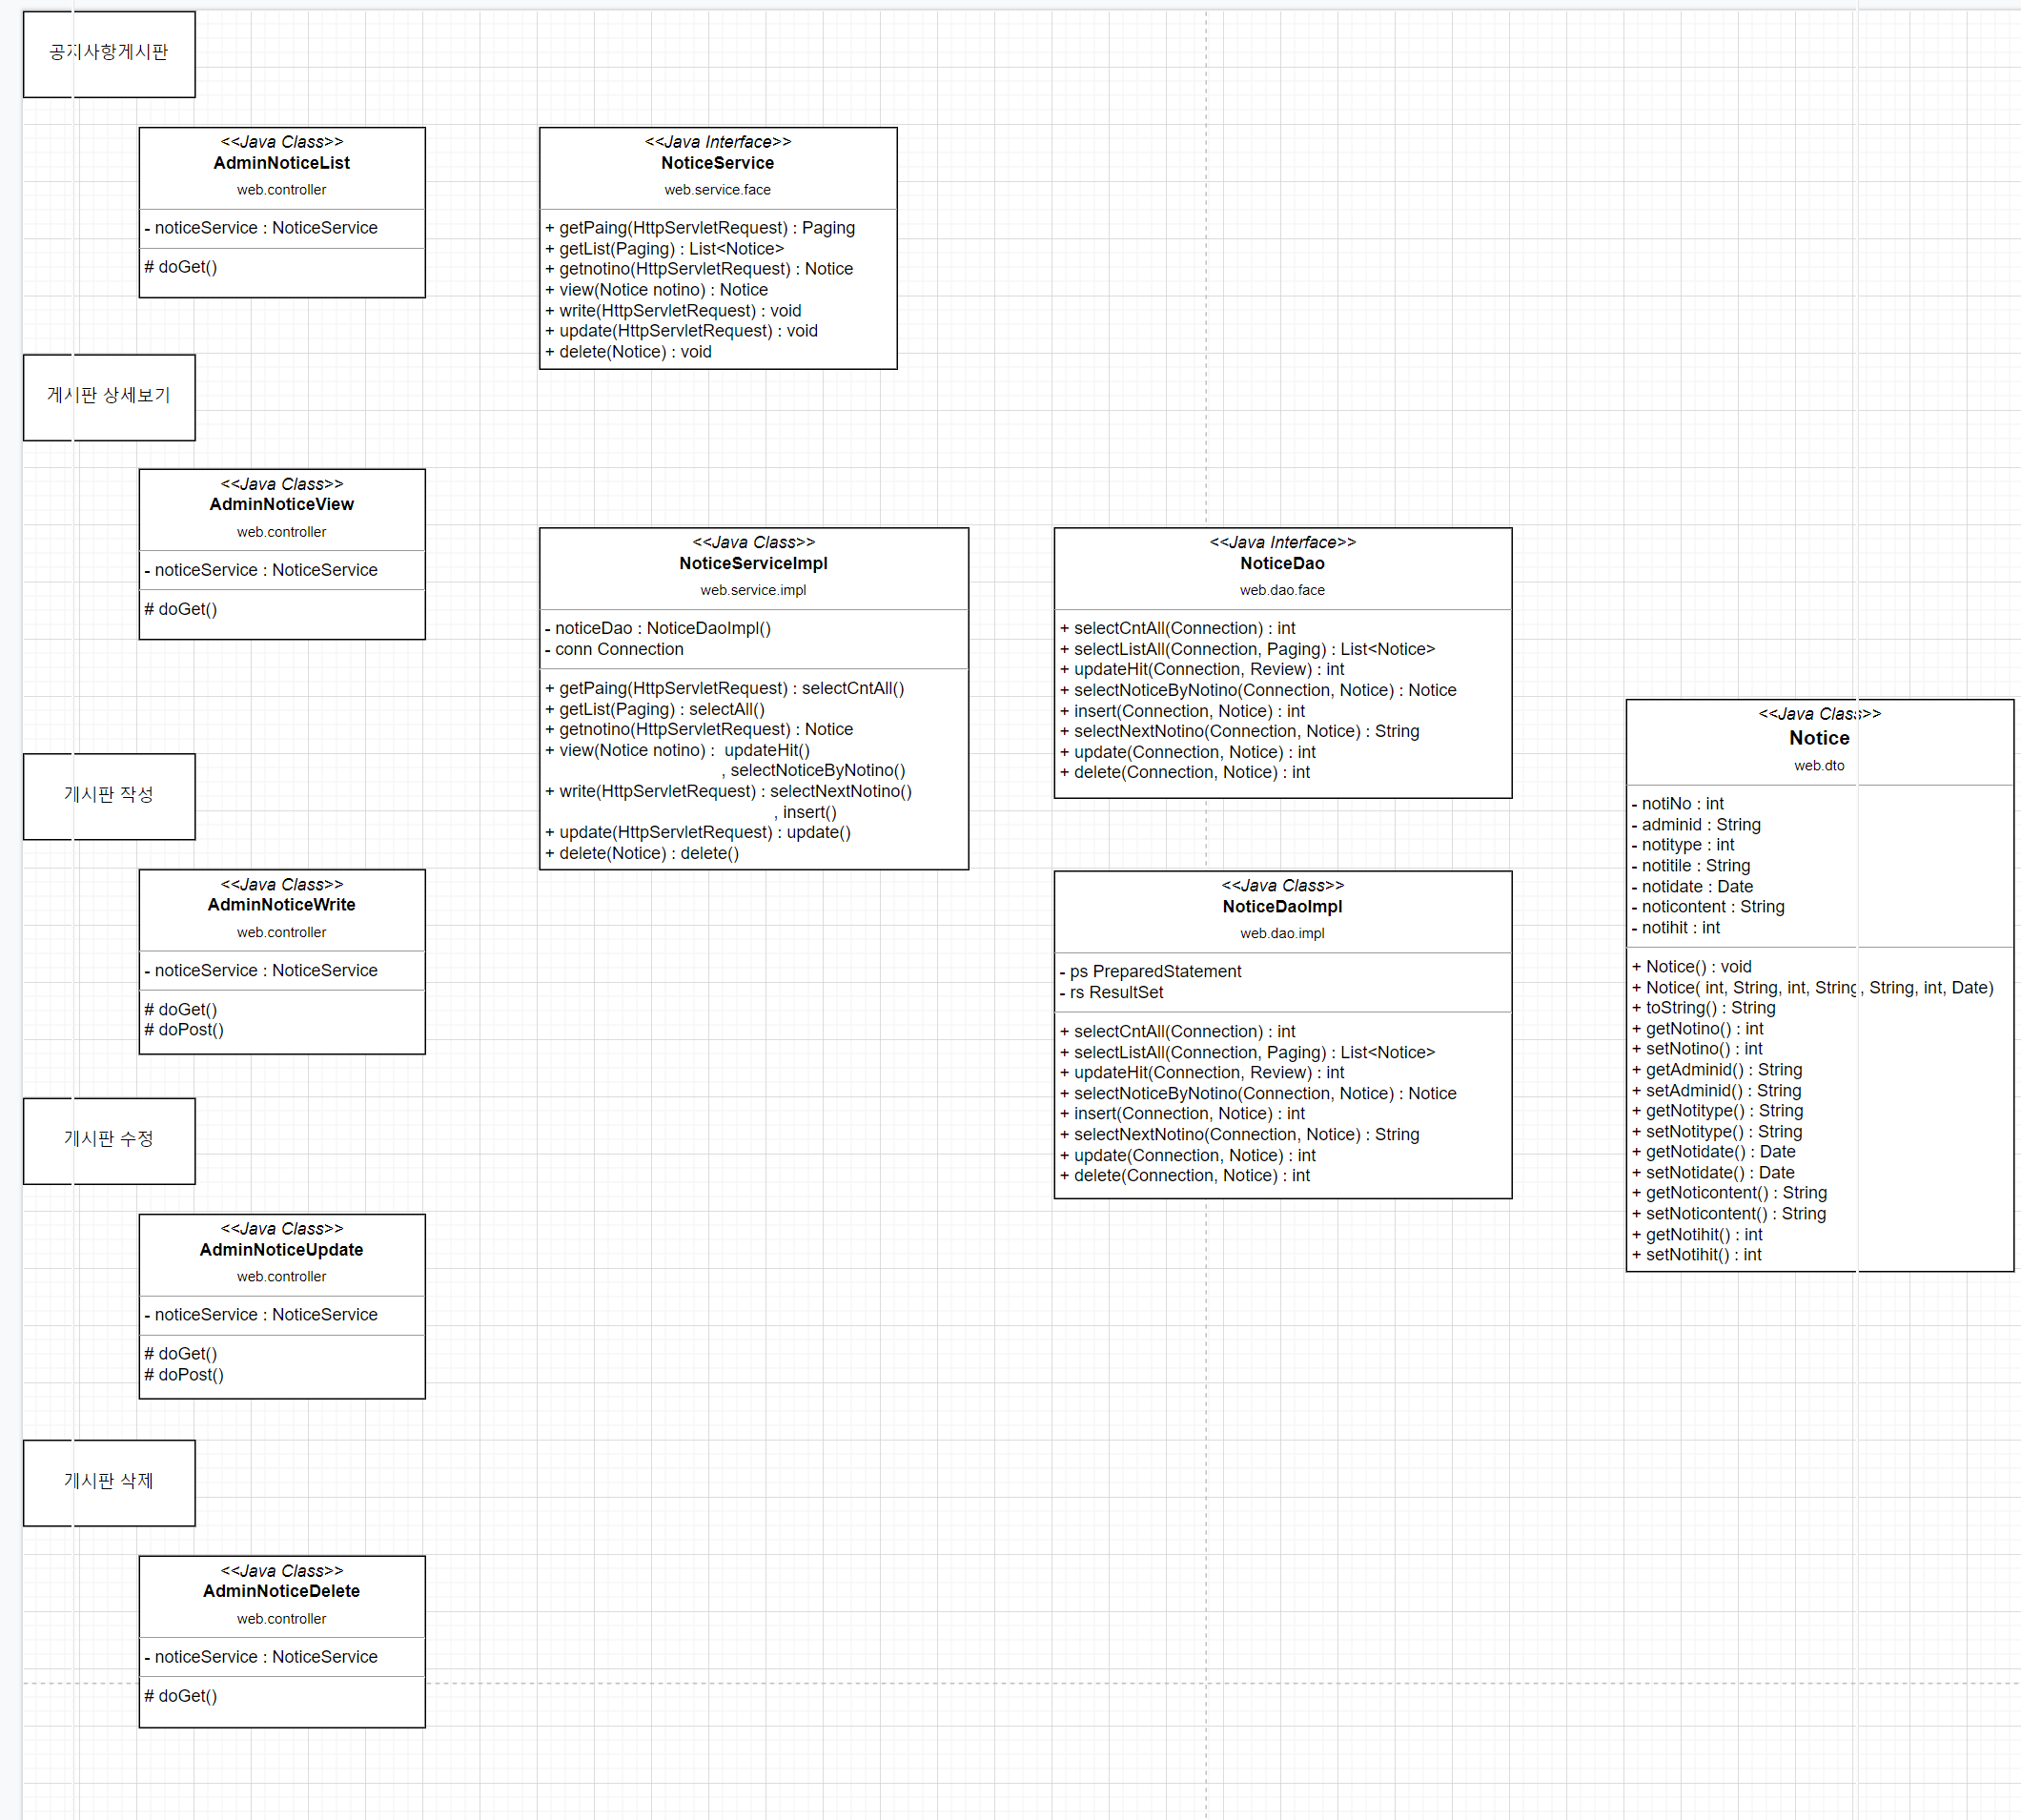 공지사항게시판
<<Java Class>>
AdminNoticeList
web.controller
- noticeService : NoticeService
# doGet()
<<Java Interface>>
NoticeService
web.service.face
+ getPaing(HttpServletRequest) : Paging
+ getList(Paging) : List<Notice>
+ getnotino(HttpServletRequest) : Notice
+ view(Notice notino) : Notice
+ write(HttpServletRequest) : void
+ update(HttpServletRequest) : void
+ delete(Notice) : void
게시판 상세보기
<<Java Class>>
AdminNoticeView
web.controller
- noticeService : NoticeService
# doGet()
<<Java Class>>
NoticeServiceImpl
web.service.impl
- noticeDao : NoticeDaoImpl()
- conn Connection
+ getPaing(HttpServletRequest) : selectCntAll()
+ getList(Paging) : selectAll()
+ getnotino(HttpServletRequest) : Notice
+ view(Notice notino) :  updateHit()
, selectNoticeByNotino()
+ write(HttpServletRequest) : selectNextNotino()
, insert()
+ update(HttpServletRequest) : update()
+ delete(Notice) : delete()
<<Java Interface>>
NoticeDao
web.dao.face
+ selectCntAll(Connection) : int
+ selectListAll(Connection, Paging) : List<Notice>
+ updateHit(Connection, Review) : int
+ selectNoticeByNotino(Connection, Notice) : Notice
+ insert(Connection, Notice) : int
+ selectNextNotino(Connection, Notice) : String
+ update(Connection, Notice) : int
+ delete(Connection, Notice) : int
<<Java Class>>
Notice
web.dto
- notiNo : int
- adminid : String
- notitype : int
- notitile : String
- notidate : Date
- noticontent : String
- notihit : int
+ Notice() : void
+ Notice( int, String, int, String, String, int, Date)
+ toString() : String
+ getNotino() : int
+ setNotino() : int
+ getAdminid() : String
+ setAdminid() : String
+ getNotitype() : String
+ setNotitype() : String
+ getNotidate() : Date
+ setNotidate() : Date
+ getNoticontent() : String
+ setNoticontent() : String
+ getNotihit() : int
+ setNotihit() : int
게시판 작성
<<Java Class>>
AdminNoticeWrite
web.controller
- noticeService : NoticeService
# doGet()
# doPost()
<<Java Class>>
NoticeDaoImpl
web.dao.impl
- ps PreparedStatement
- rs ResultSet
+ selectCntAll(Connection) : int
+ selectListAll(Connection, Paging) : List<Notice>
+ updateHit(Connection, Review) : int
+ selectNoticeByNotino(Connection, Notice) : Notice
+ insert(Connection, Notice) : int
+ selectNextNotino(Connection, Notice) : String
+ update(Connection, Notice) : int
+ delete(Connection, Notice) : int
게시판 수정
<<Java Class>>
AdminNoticeUpdate
web.controller
- noticeService : NoticeService
# doGet()
# doPost()
게시판 삭제
<<Java Class>>
AdminNoticeDelete
web.controller
- noticeService : NoticeService
# doGet()